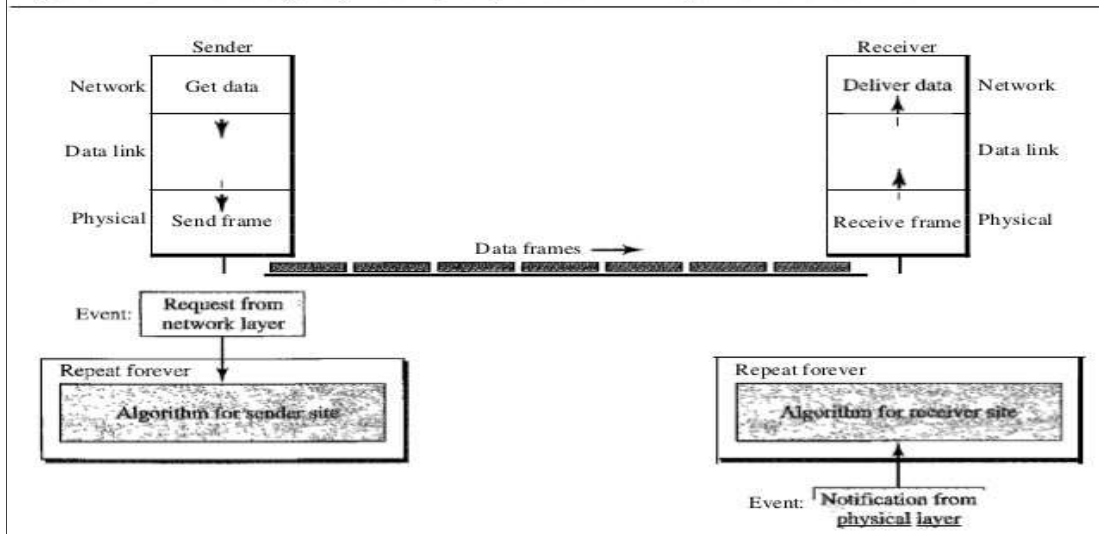 Sender
Receiver
Network
Get data
Deliver data
Network
Data link
Data link
Physical
Send frame
Receive frame
Physical
Data frames
Event:
Request from
network layer
Repeat forever
Algorithm for sender site
Repeat forever
Algorithm for receiver site
Event:
Notification from
physical layer